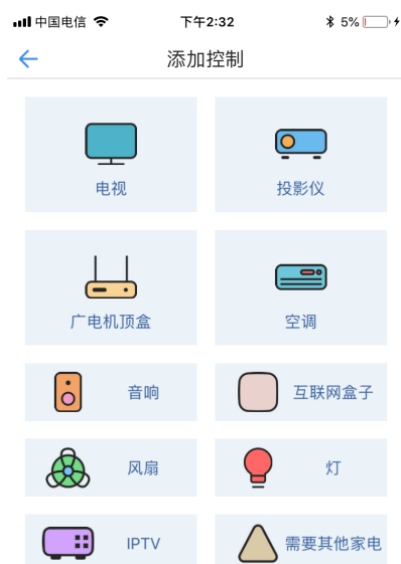 中国电信 下午2:32 5%
添加控制
电视 投影仪
广电机顶盒 空调
音响 互联网盒子
风扇 灯
IPTV 需要其他家电